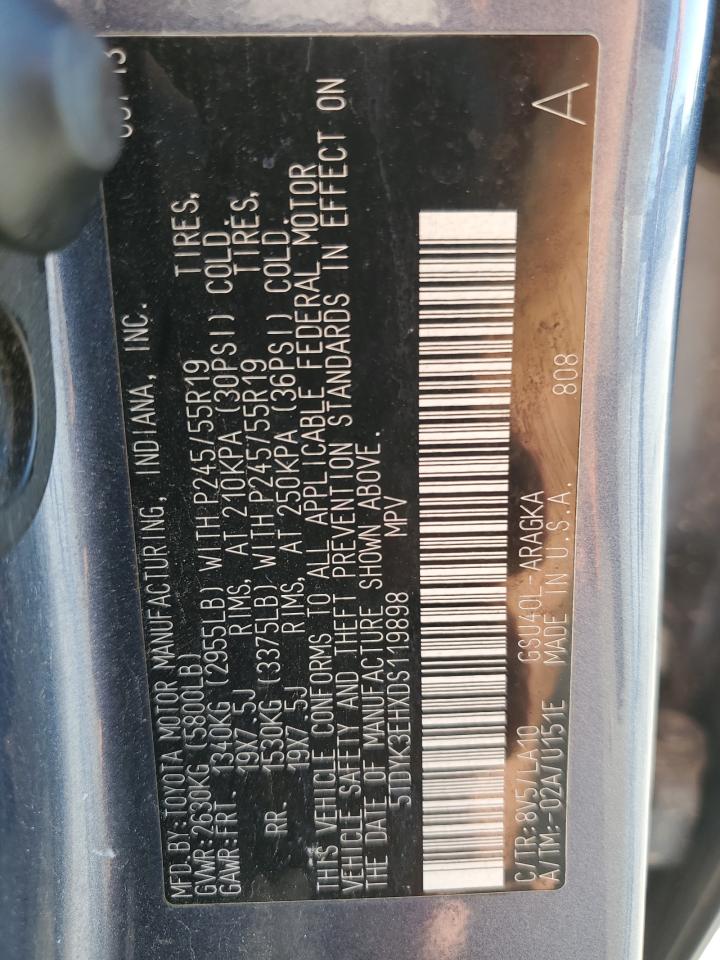 MFD.BY:TOYOTA MOTOR MANUFACTURING, INDIANA, INC. 13
GVWR:2630KG (5800LB)
GAWR:FRT. 1340KG (2955LB) WITH P245/55R19 TIRES,
19X7.5J RIMS, AT 210KPA (30PSI) COLD
RR. 1530KG (3375LB) WITH P245/55R19 TIRES,
19X7.5J RIMS, AT 250KPA (36PSI) COLD.
THIS VEHICLE CONFORMS TO ALL APPLICABLE FEDERAL MOTOR
VEHICLE SAFETY AND THEFT PREVENTION STANDARDS IN EFFECT ON
THE DATE OF MANUFACTURE SHOWN ABOVE.
5TDYK3EHXDS119898 MPV
C/TR:8V5/LA10 GSU40L-ARAGKA
A/TM:-02A/U151E MADE IN U.S.A. 808 A